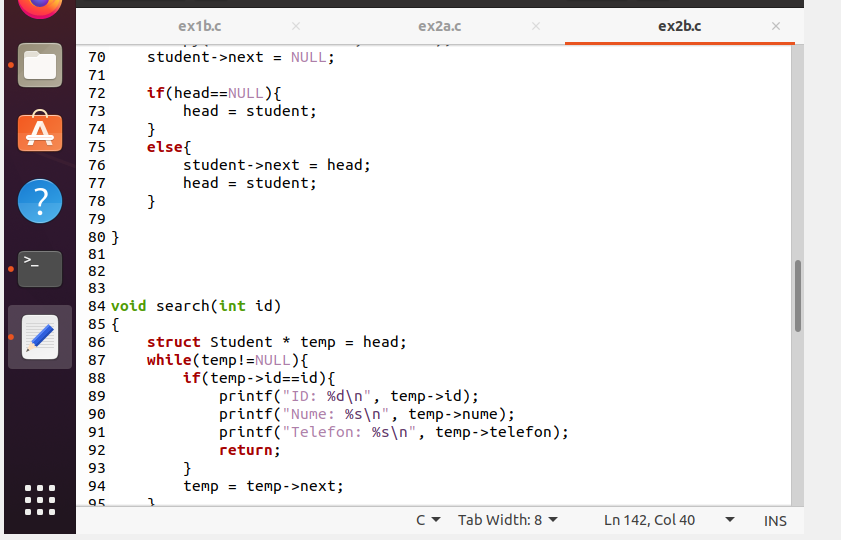 ex1b.c × ex2a.c × ex2b.c ×
70 student->next = NULL;
71
72 if(head==NULL){
73 head = student;
74 }
75 else{
76 student->next = head;
77 head = student;
78 }
79
80 }
81
82
83
84 void search(int id)
85 {
86 struct Student * temp = head;
87 while(temp!=NULL){
88 if(temp->id==id){
89 printf("ID: %d\n", temp->id);
90 printf("Nume: %s\n", temp->nume);
91 printf("Telefon: %s\n", temp->telefon);
92 return;
93 }
94 temp = temp->next;
95 }
C Tab Width: 8 Ln 142, Col 40 INS